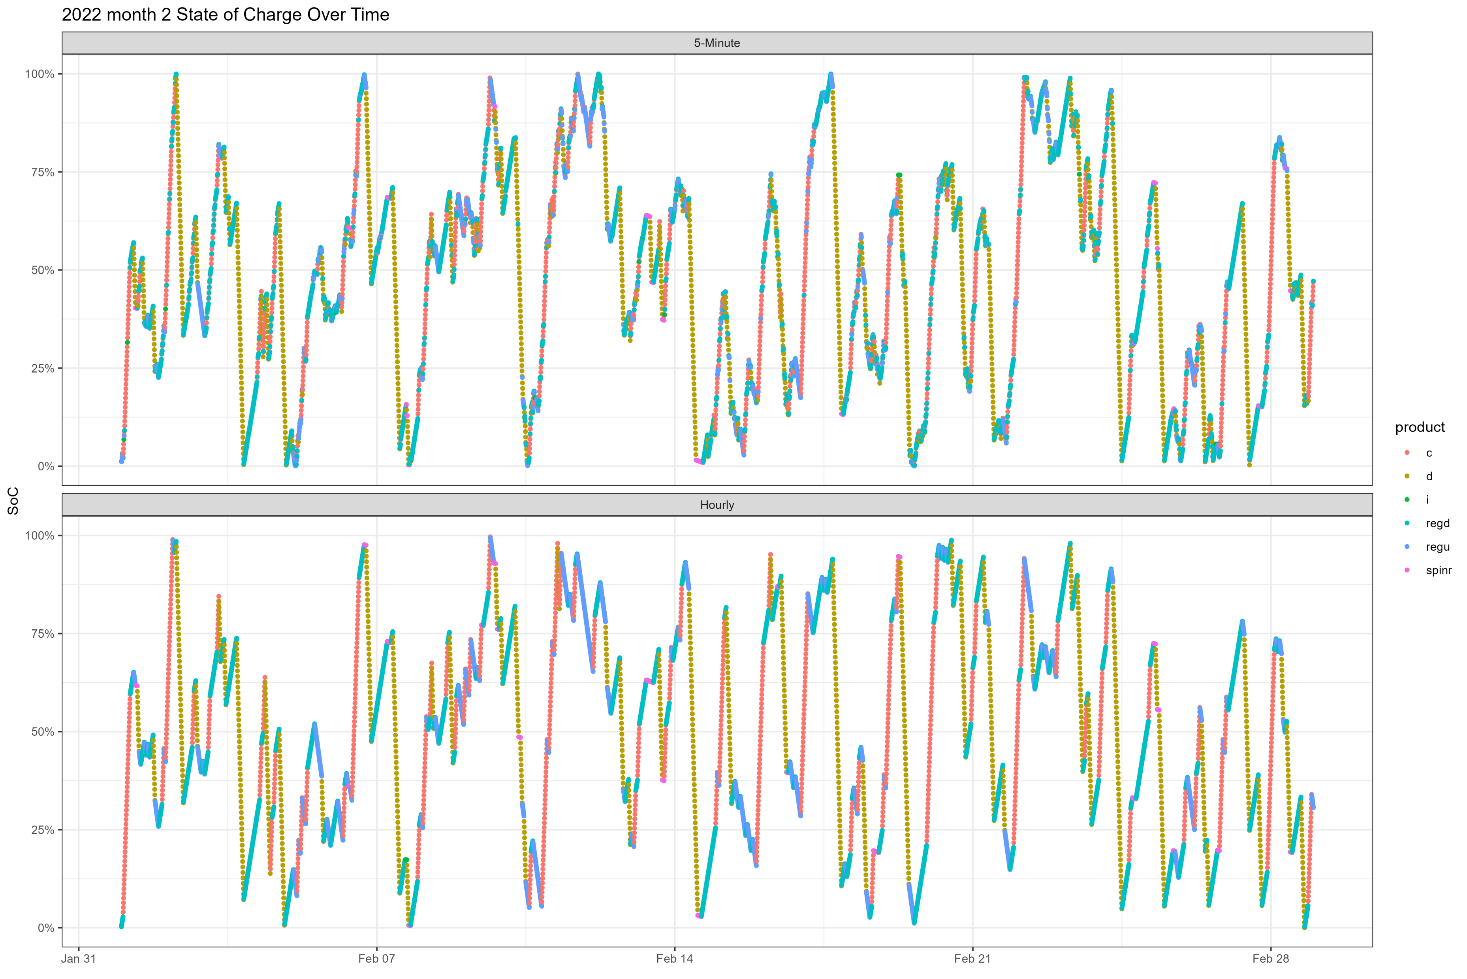 2022 month 2 State of Charge Over Time
5-Minute
100%
75%
50%
25%
0%
Hourly
100%
75%
50%
25%
0%
SoC
Jan 31
Feb 07
Feb 14
Feb 21
Feb 28
product
c
d
i
regd
regu
spinr